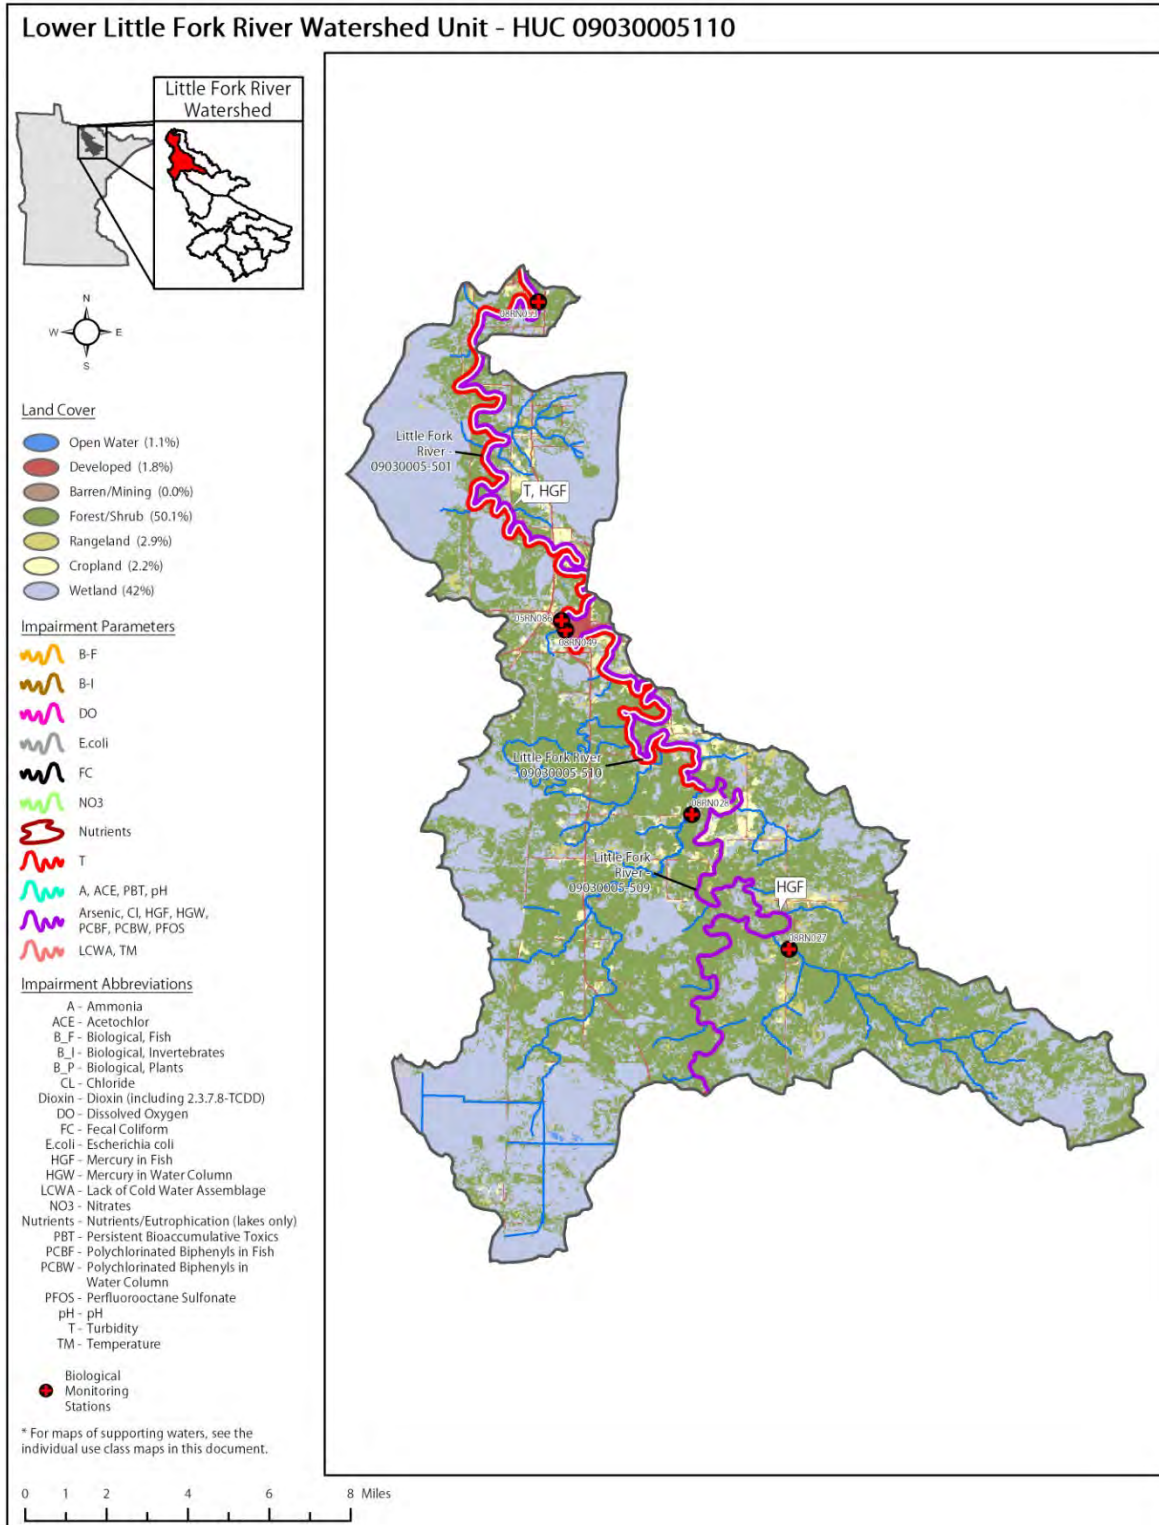 Lower Little Fork River Watershed Unit - HUC 09030005110
Little Fork River
Watershed
N
W
E
S
Land Cover
Open Water (1.1%)
Developed (1.8%)
Barren/Mining (0.0%)
Forest/Shrub (50.1%)
Rangeland (2.9%)
Cropland (2.2%)
Wetland (42%)
Impairment Parameters
B-F
B-I
DO
E.coli
FC
NO3
Nutrients
T
A, ACE, PBT, pH
Arsenic, Cl, HGF, HGW,
PCBF, PCBW, PFOS
LCWA, TM
Impairment Abbreviations
A - Ammonia
ACE - Acetochlor
B_F - Biological, Fish
B_I - Biological, Invertebrates
B_P - Biological, Plants
CL - Chloride
Dioxin - Dioxin (including 2.3.7.8-TCDD)
DO - Dissolved Oxygen
FC - Fecal Coliform
E.coli - Escherichia coli
HGF - Mercury in Fish
HGW - Mercury in Water Column
LCWA - Lack of Cold Water Assemblage
NO3 - Nitrates
Nutrients - Nutrients/Eutrophication (lakes only)
PBT - Persistent Bioaccumulative Toxics
PCBF - Polychlorinated Biphenyls in Fish
PCBW - Polychlorinated Biphenyls in
Water Column
PFOS - Perfluorooctane Sulfonate
pH - pH
T - Turbidity
TM - Temperature
Biological
Monitoring
Stations
* For maps of supporting waters, see the
individual use class maps in this document.
0 1 2 4 6 8 Miles
Little Fork
River -
09030005-501
T, HGF
05RN086
08RN049
Little Fork River
09030005-510
08RN028
Little Fork
River -
09030005-509
HGF
08RN027